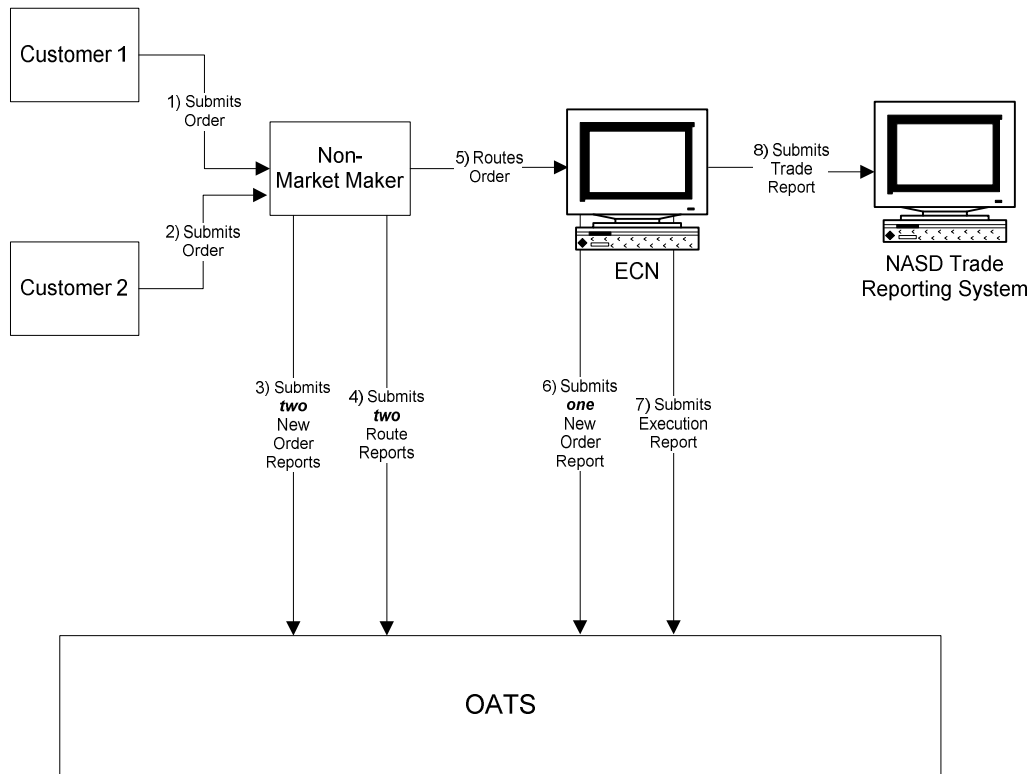 Customer 1
1) Submits
Order
Non-
Market Maker
5) Routes
Order
8) Submits
Trade
Report
2) Submits
Order
Customer 2
ECN
NASD Trade
Reporting System
3) Submits
two
New
Order
Reports
4) Submits
two
Route
Reports
6) Submits
one
New
Order
Report
7) Submits
Execution
Report
OATS